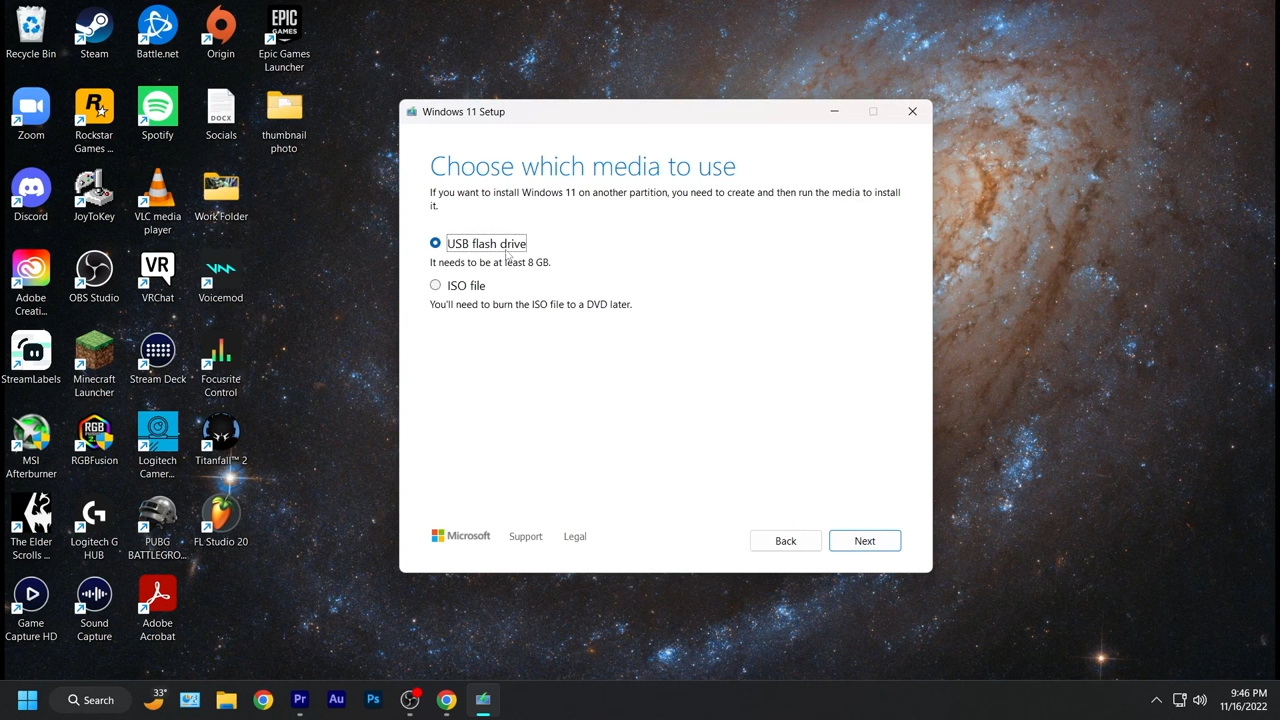 Recycle Bin
Steam
Battle.net
Origin
EPIC
GAMES
Epic Games
Launcher
Zoom
R
Rockstar
Games ...
Spotify
DOCX
Socials
thumbnail
photo
Discord
JoyToKey
VLC media
player
Work Folder
Adobe
Creati...
OBS Studio
VR
VRChat
Voicemod
StreamLabels
Minecraft
Launcher
Stream Deck
Focusrite
Control
MSI
Afterburner
RGB
RGBFusion
Logitech
Camer...
Titanfall™ 2
The Elder
Scrolls ...
Logitech G
HUB
PUBG
BATTLEGRO...
FL Studio 20
Game
Capture HD
Sound
Capture
Adobe
Acrobat
Windows 11 Setup
Choose which media to use
If you want to install Windows 11 on another partition, you need to create and then run the media to install
it.
USB flash drive
It needs to be at least 8 GB.
ISO file
You'll need to burn the ISO file to a DVD later.
Microsoft Support Legal
Back Next
Search
33°
Pr
Au
Ps
9:46 PM
11/16/2022